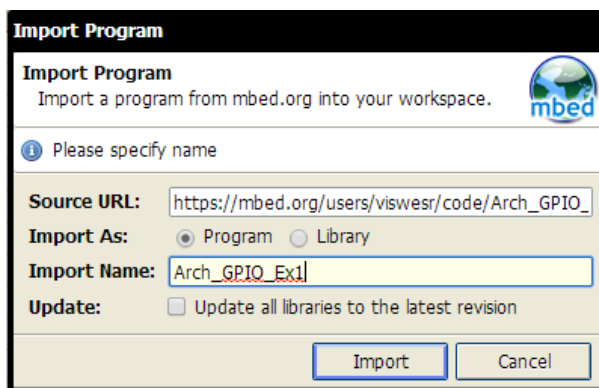 Import Program
Import Program
Import a program from mbed.org into your workspace.
mbed
Please specify name
Source URL: https://mbed.org/users/viswesr/code/Arch_GPIO_
Import As: Program Library
Import Name: Arch_GPIO_Ex1
Update: Update all libraries to the latest revision
Import Cancel